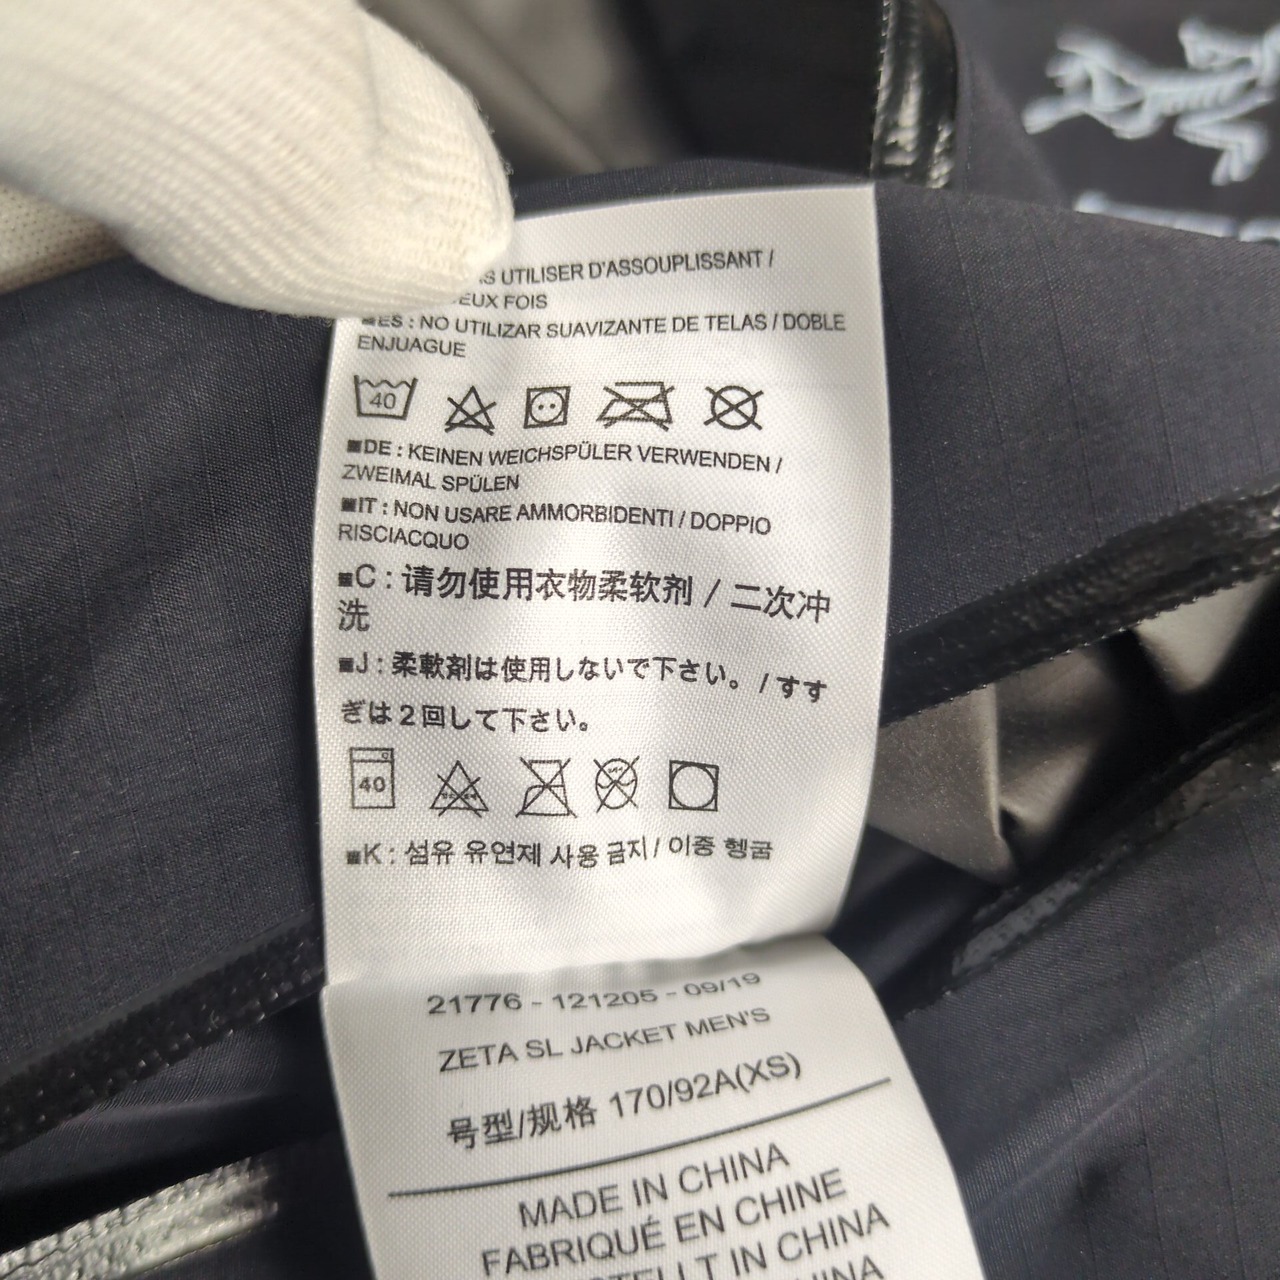 UTILISER D'ASSOUPLISSANT /
FOIS
■ES : NO UTILIZAR SUAVIZANTE DE TELAS / DOBLE
ENJUAGUE
40
■DE : KEINEN WEICHSPÜLER VERWENDEN /
ZWEIMAL SPÜLEN
■IT : NON USARE AMMORBIDENTI / DOPPIO
RISCIACQUO
■C : 请勿使用衣物柔软剂 / 二次冲
洗
■J : 柔軟剤は使用しないで下さい。 / すす
ぎは2回して下さい。
40
■K : 섬유 유연제 사용 금지 / 이중 헹굼
21776 - 121205 - 09/19
ZETA SL JACKET MEN'S
号型/规格 170/92A(XS)
MADE IN CHINA
FABRIQUÉ EN CHINE
IN CHINA